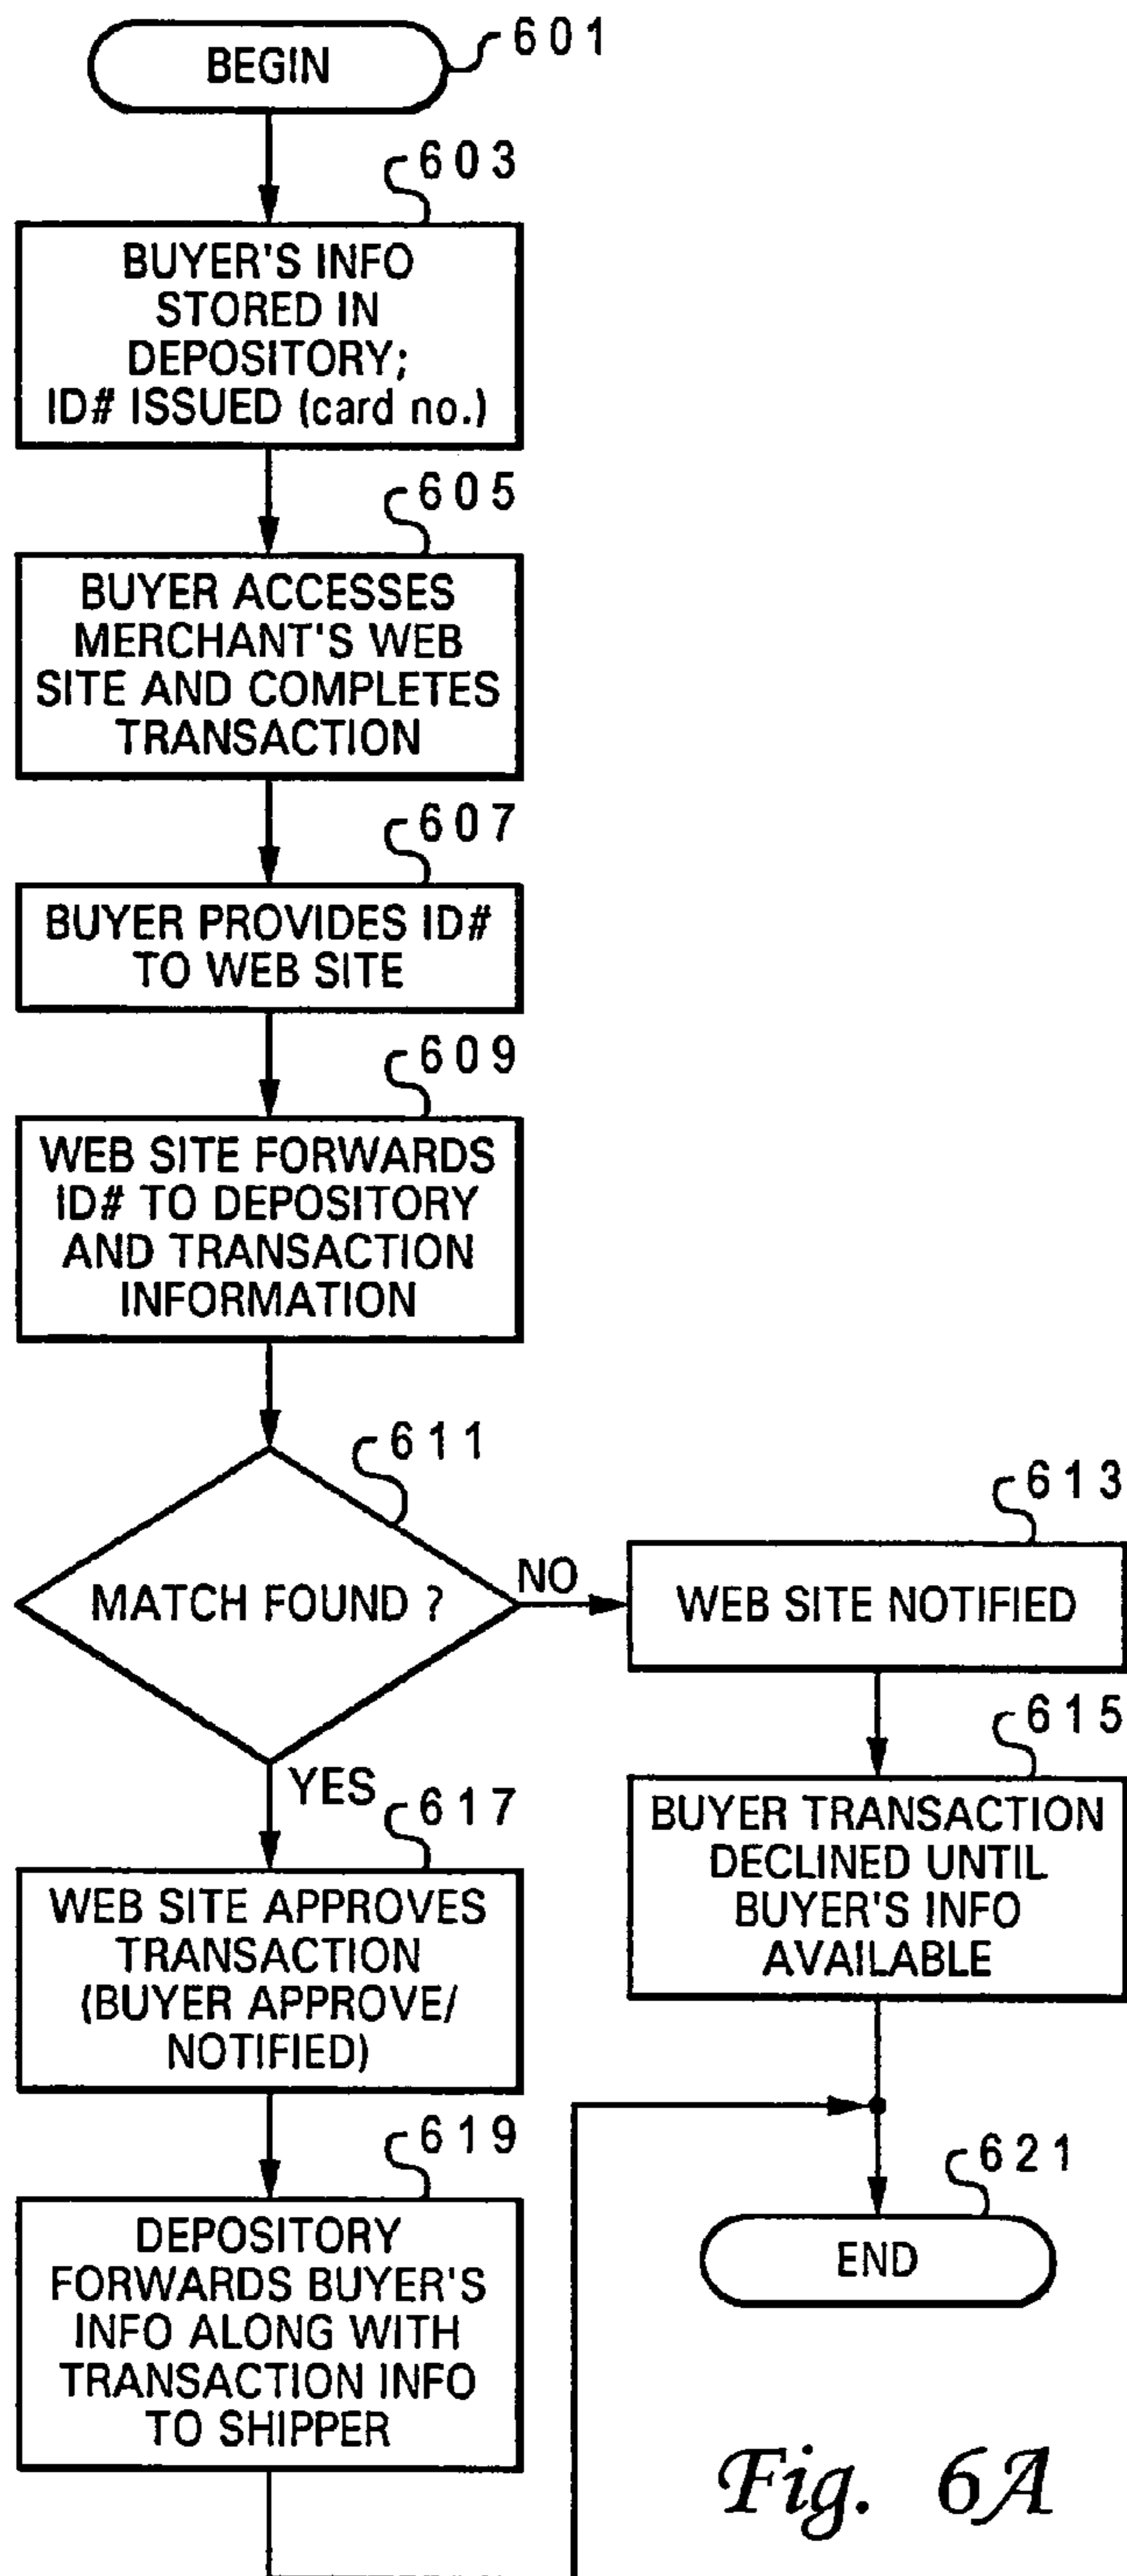 BEGIN
601
603
BUYER'S INFO
STORED IN
DEPOSITORY;
ID# ISSUED (card no.)
605
BUYER ACCESSES
MERCHANT'S WEB
SITE AND COMPLETES
TRANSACTION
607
BUYER PROVIDES ID#
TO WEB SITE
609
WEB SITE FORWARDS
ID# TO DEPOSITORY
AND TRANSACTION
INFORMATION
611
MATCH FOUND ?
NO
613
WEB SITE NOTIFIED
615
BUYER TRANSACTION
DECLINED UNTIL
BUYER'S INFO
AVAILABLE
YES
617
WEB SITE APPROVES
TRANSACTION
(BUYER APPROVE/
NOTIFIED)
619
DEPOSITORY
FORWARDS BUYER'S
INFO ALONG WITH
TRANSACTION INFO
TO SHIPPER
621
END
Fig. 6A